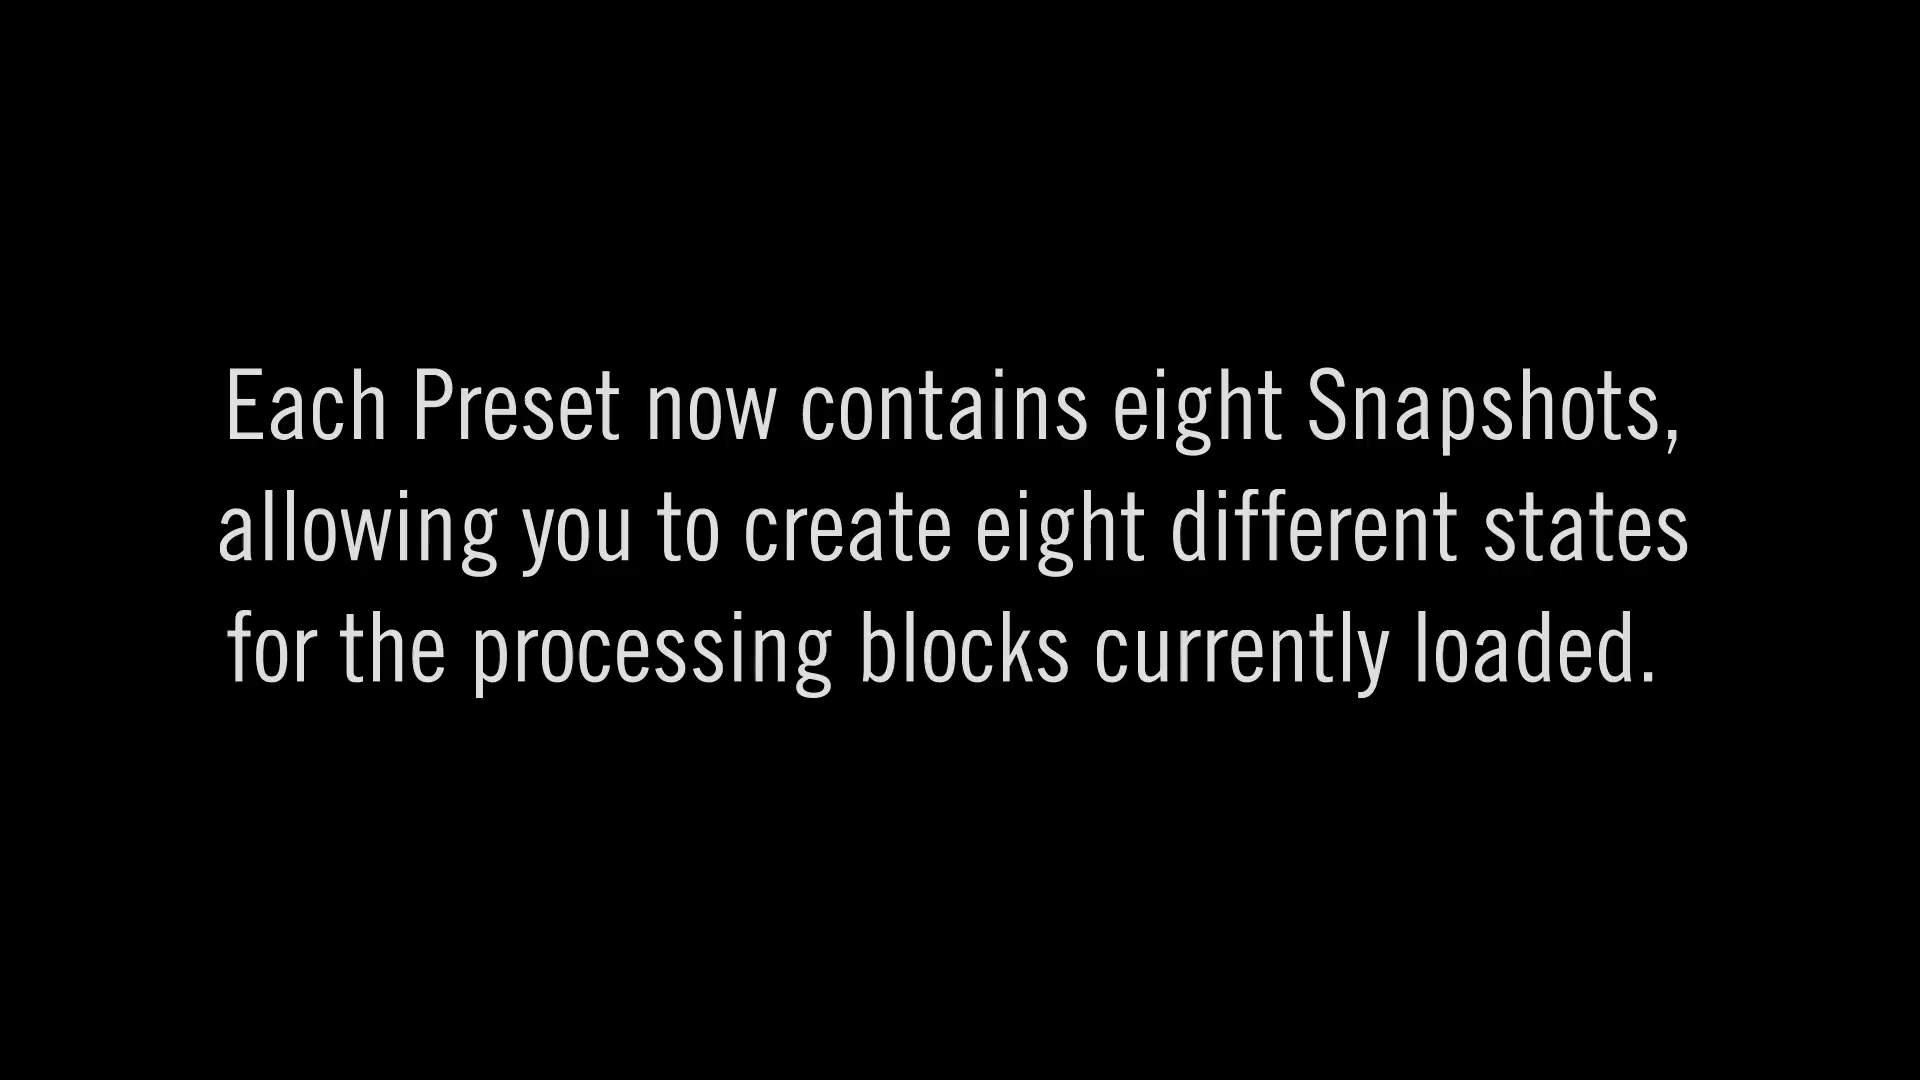 Each Preset now contains eight Snapshots,
allowing you to create eight different states
for the processing blocks currently loaded.